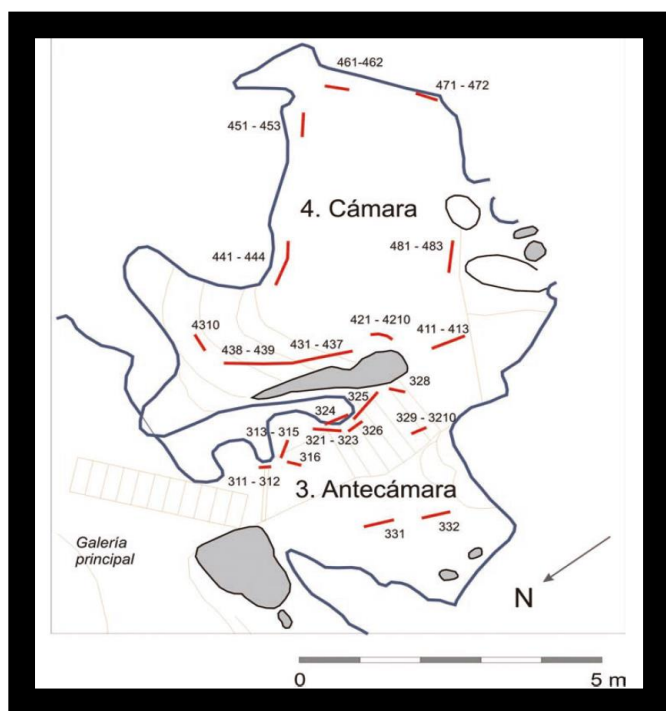 461-462
471 - 472
451 - 453
4. Cámara
441 - 444
481 - 483
4310
421 - 4210
411 - 413
431 - 437
438 - 439
328
325
324
313 - 315
326
329 - 3210
321 - 323
316
311 - 312
3. Antecámara
331
332
Galería
principal
N
0
5 m